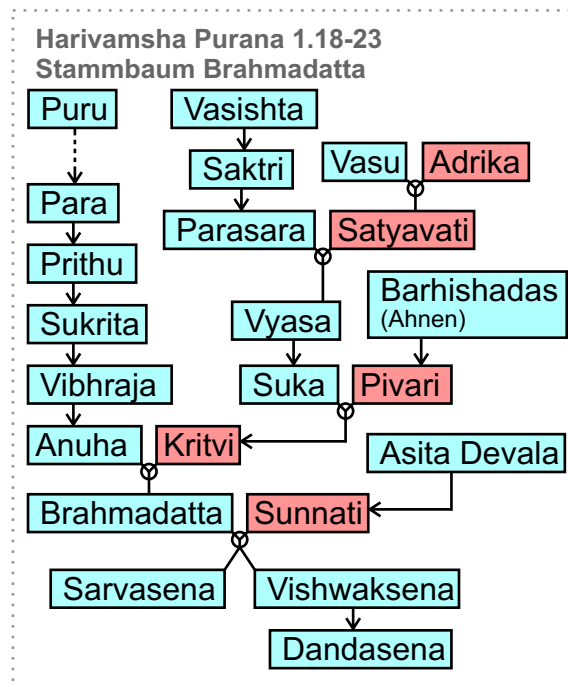 Harivamsha Purana 1.18-23
Stammbaum Brahmadatta
Puru
Vasishta
Saktri
Vasu
Adrika
Para
Parasara
Satyavati
Prithu
Barhishadas
(Ahnen)
Sukrita
Vyasa
Vibhraja
Suka
Pivari
Anuha
Kritvi
Asita Devala
Brahmadatta
Sunnati
Sarvasena
Vishwaksena
Dandasena